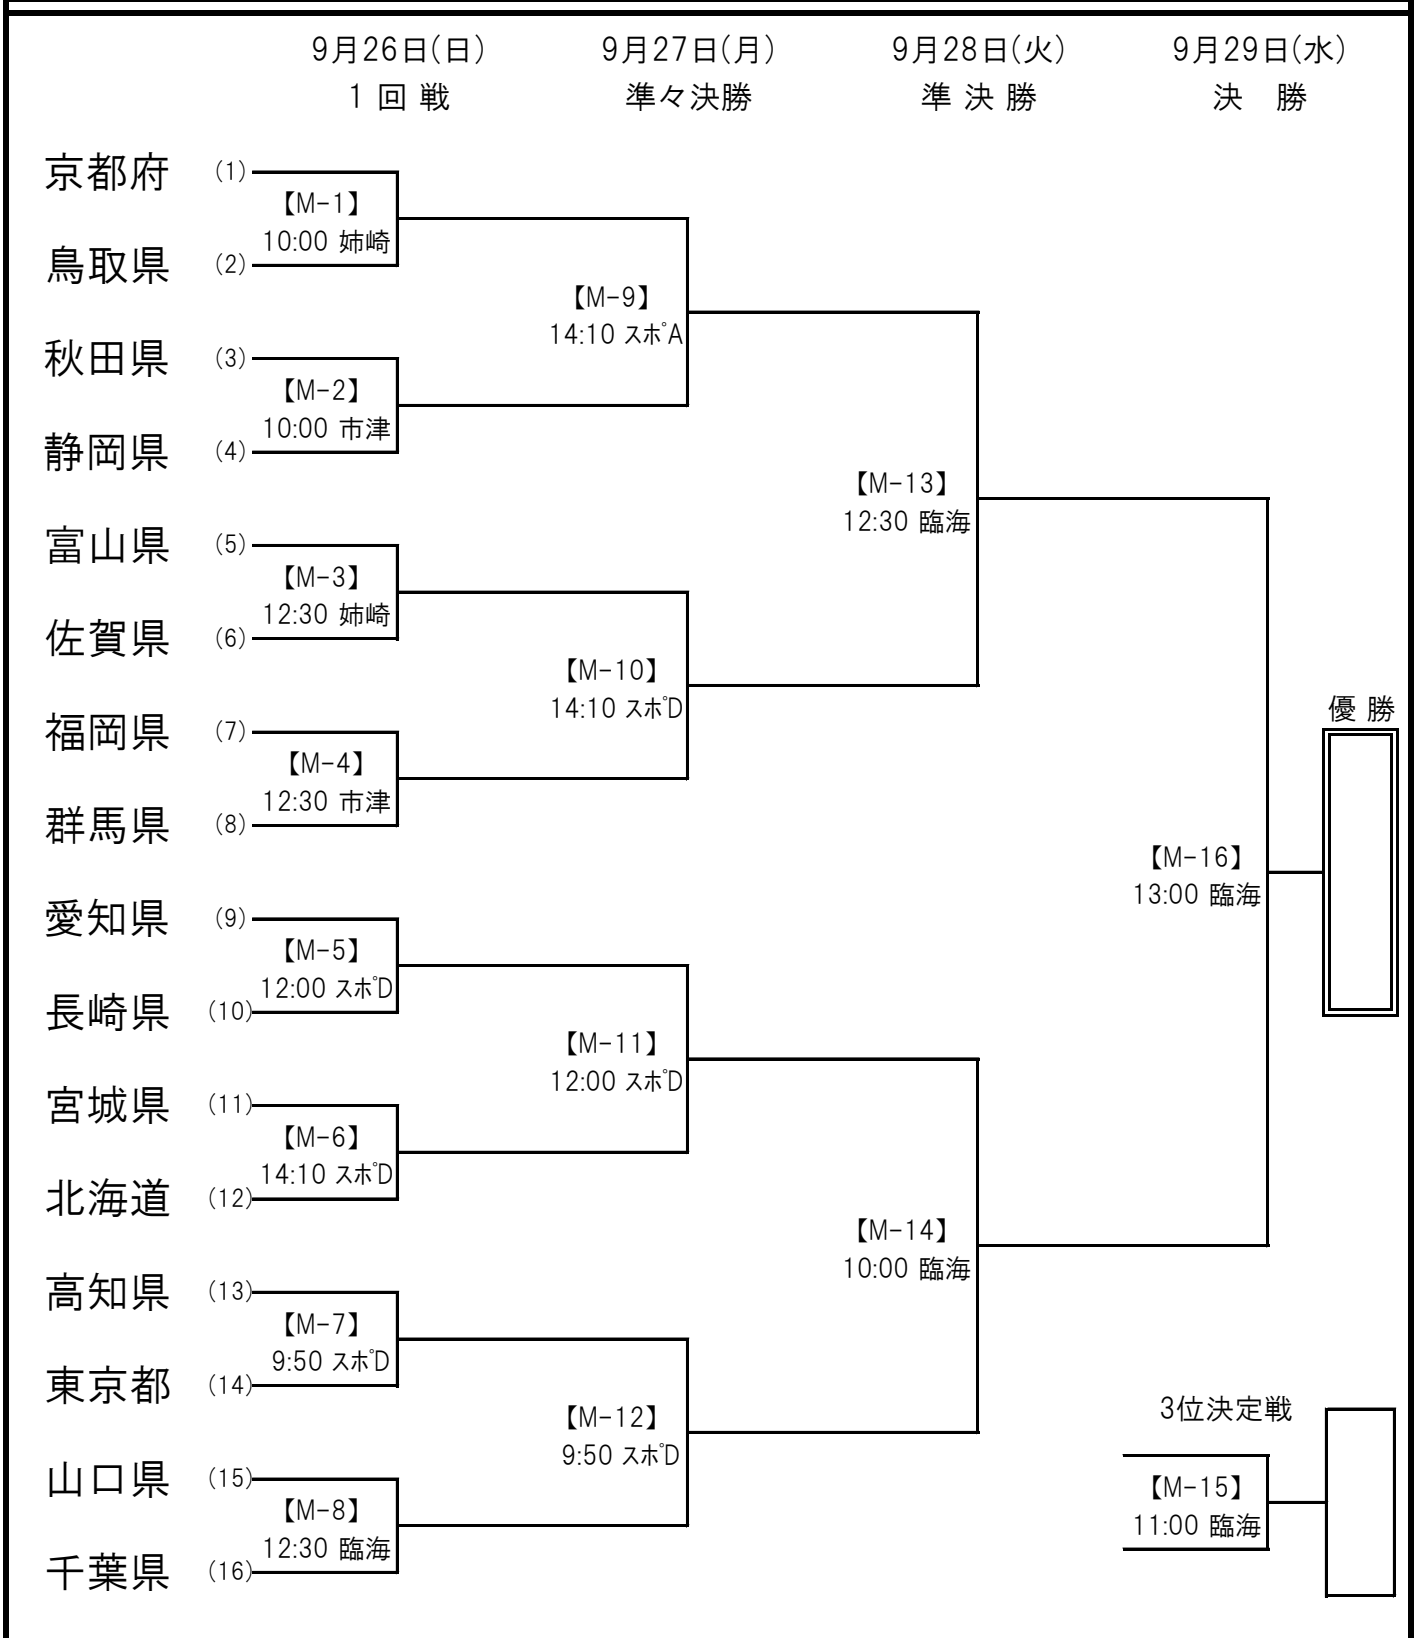 9月26日(日) 9月27日(月) 9月28日(火) 9月29日(水)
1 回 戦 準々決勝 準 決 勝 決 勝
京都府 (1)
【M-1】
10:00 姉崎
鳥取県 (2)
【M-9】
14:10 スポA
秋田県 (3)
【M-2】
10:00 市津
静岡県 (4)
【M-13】
12:30 臨海
富山県 (5)
【M-3】
12:30 姉崎
佐賀県 (6)
【M-10】
14:10 スポD
優 勝
福岡県 (7)
【M-4】
12:30 市津
群馬県 (8)
【M-16】
13:00 臨海
愛知県 (9)
【M-5】
12:00 スポD
長崎県 (10)
【M-11】
12:00 スポD
宮城県 (11)
【M-6】
14:10 スポD
北海道 (12)
【M-14】
10:00 臨海
高知県 (13)
【M-7】
9:50 スポD
東京都 (14)
3位決定戦
【M-12】
9:50 スポD
山口県 (15)
【M-15】
11:00 臨海
【M-8】
12:30 臨海
千葉県 (16)